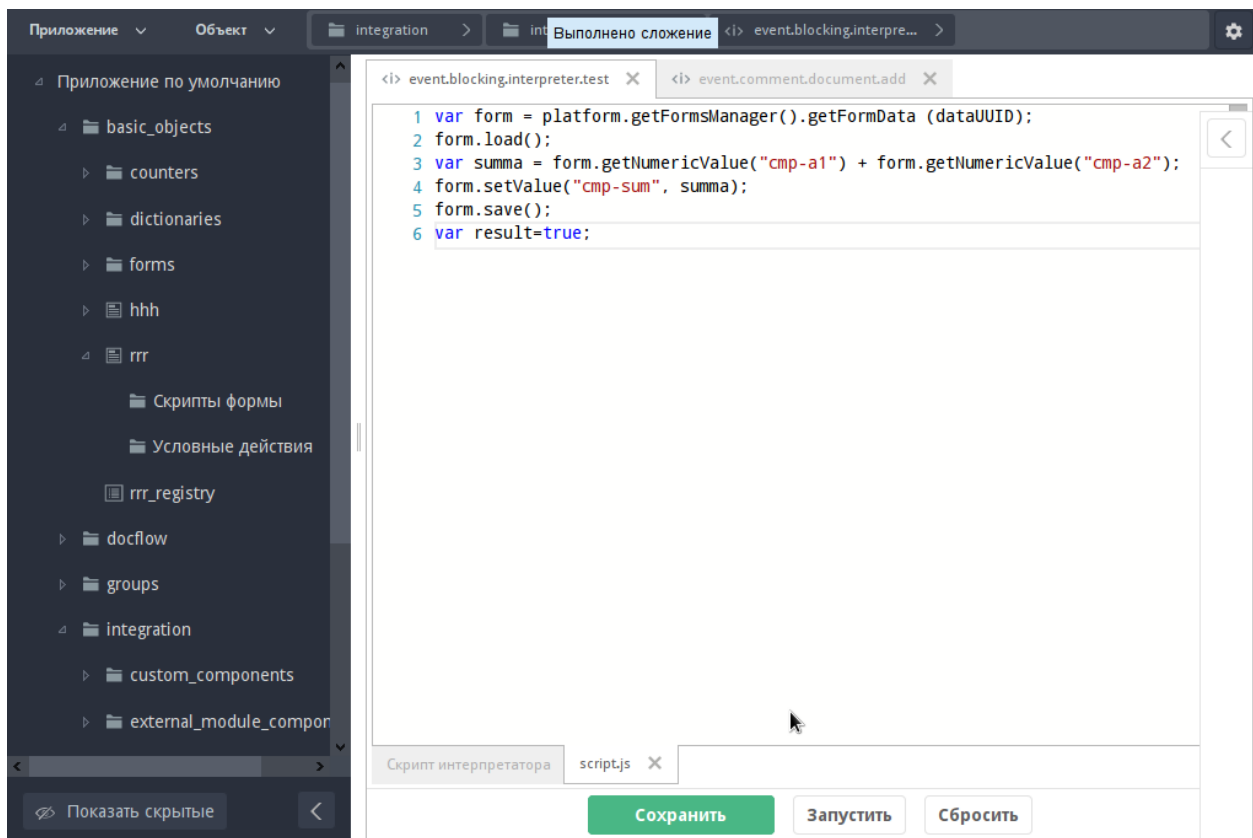 Приложение Объект integration int Выполнено сложение <i> event.blocking.interpre...
Приложение по умолчанию
basic_objects
counters
dictionaries
forms
hhh
rrr
Скрипты формы
Условные действия
rrr_registry
docflow
groups
integration
custom_components
external_module_compon
Показать скрытые
<i> event.blocking.interpreter.test <i> event.comment.document.add
1 var form = platform.getFormsManager().getFormData (dataUUID);
2 form.load();
3 var summa = form.getNumericValue("cmp-a1") + form.getNumericValue("cmp-a2");
4 form.setValue("cmp-sum", summa);
5 form.save();
6 var result=true;
Скрипт интерпретатора script.js
Сохранить Запустить Сбросить